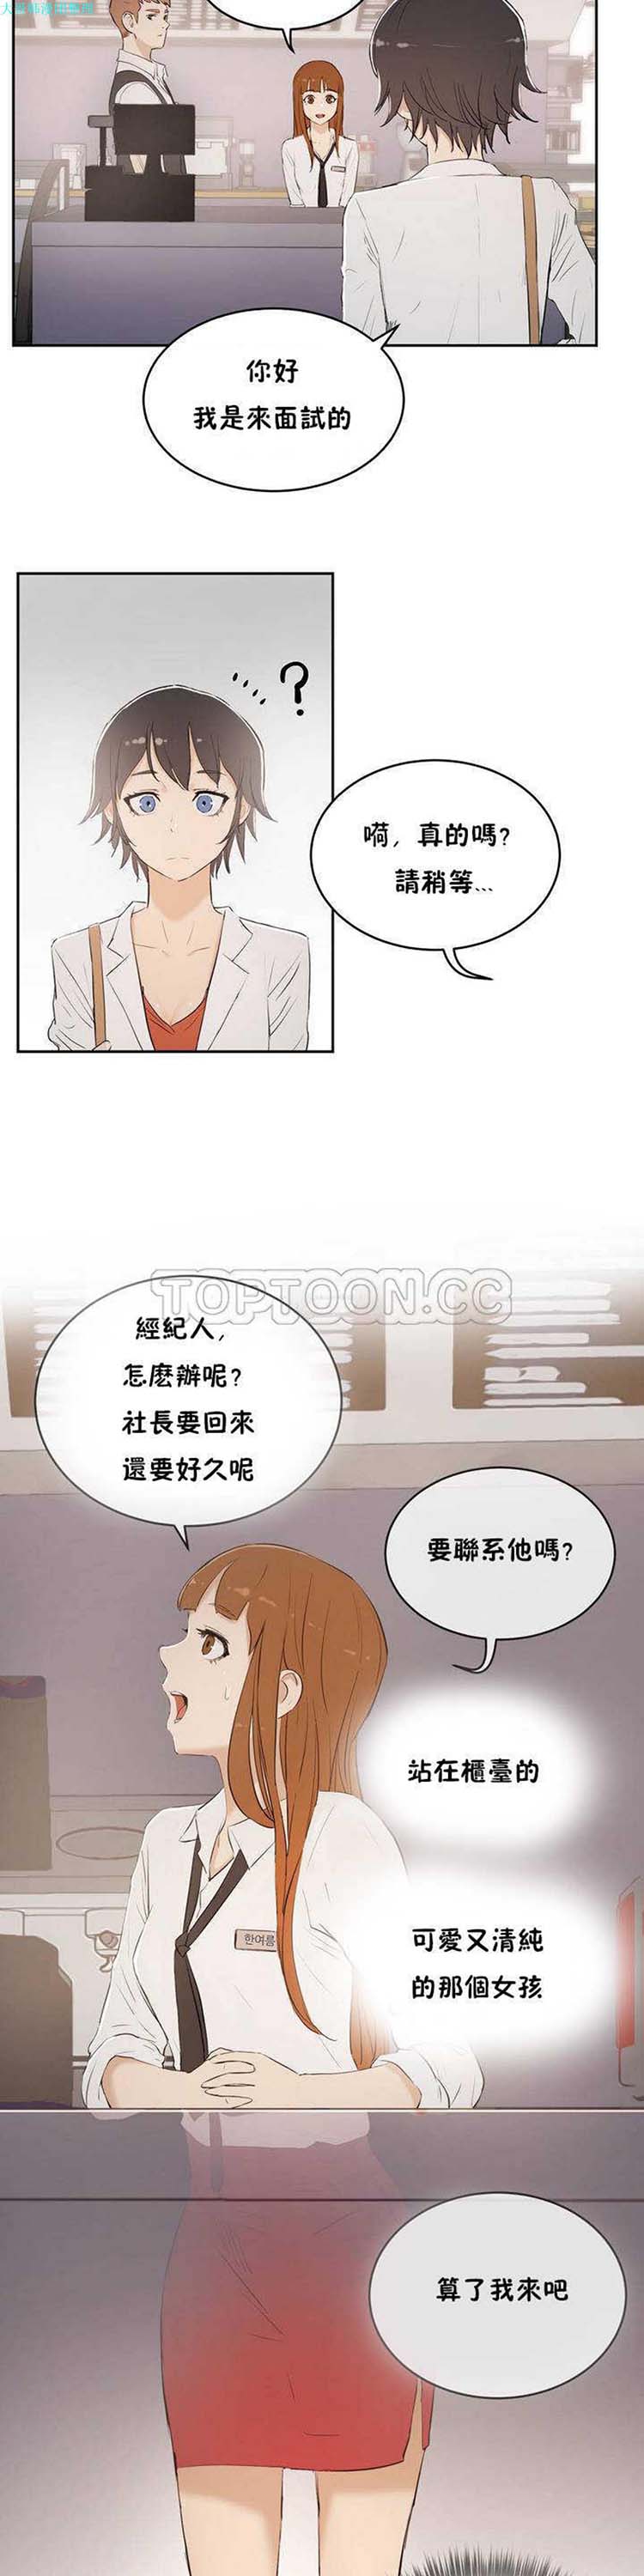 你好
我是來面試的
?
嗬，真的嗎?
請稍等...
TOPTOON.CC
經紀人，
怎麽辦呢?
社長要回來
還要好久呢
要聯系他嗎?
站在櫃臺的
한여름
可愛又清純
的那個女孩
算了我來吧